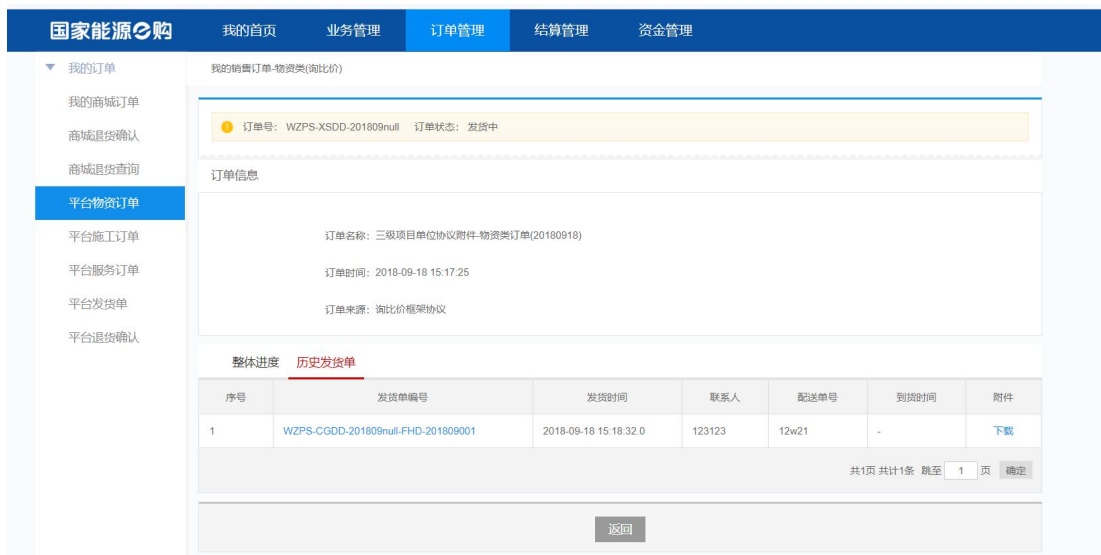 国家能源e购 我的首页 业务管理 订单管理 结算管理 资金管理
我的订单
我的商城订单
商城退货确认
商城退货查询
平台物资订单
平台施工订单
平台服务订单
平台发货单
平台退货确认
我的销售订单-物资类(询比价)
订单号： WZPS-XSDD-201809null 订单状态： 发货中
订单信息
订单名称： 三级项目单位协议附件-物资类订单(20180918)
订单时间： 2018-09-18 15:17:25
订单来源： 询比价框架协议
整体进度 历史发货单
序号 发货单编号 发货时间 联系人 配送单号 到货时间 附件
1 WZPS-CGDD-201809null-FHD-201809001 2018-09-18 15:18:32.0 123123 12w21 - 下载
共1页 共计1条 跳至 1 页 确定
返回